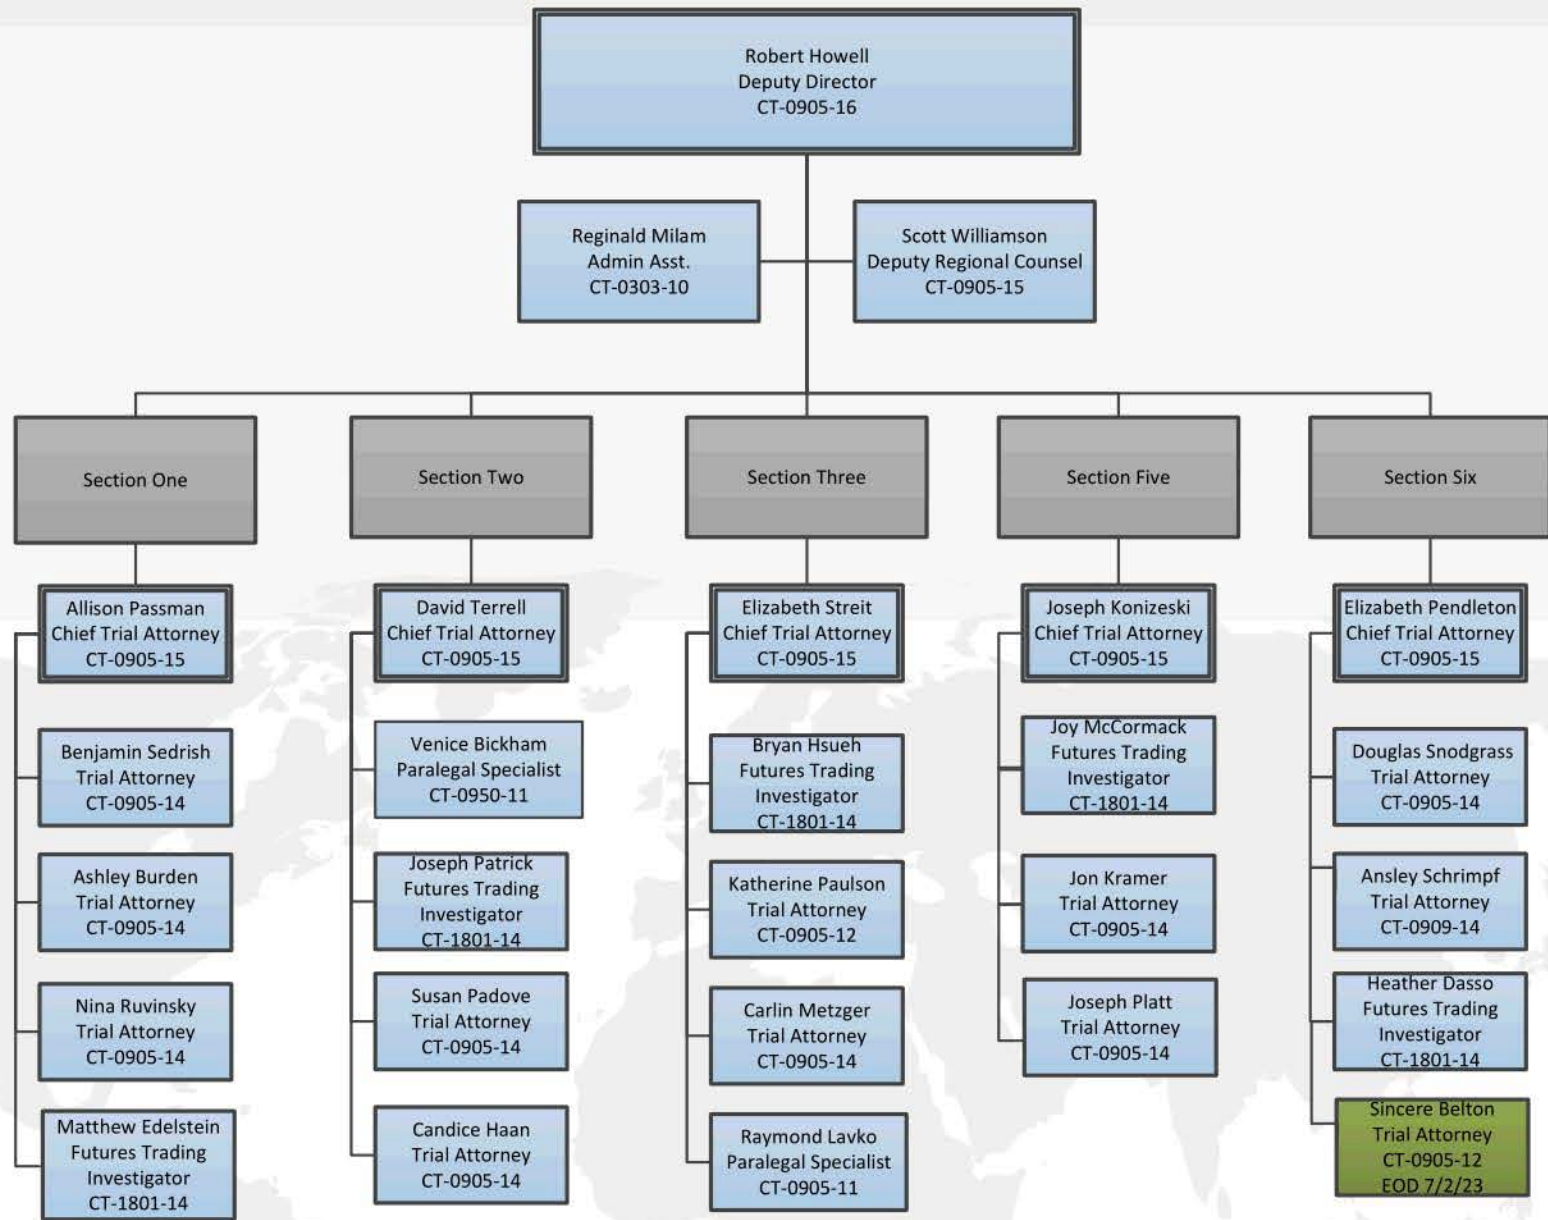 Robert Howell
Deputy Director
CT-0905-16
Reginald Milam
Admin Asst.
CT-0303-10
Scott Williamson
Deputy Regional Counsel
CT-0905-15
Section One
Section Two
Section Three
Section Five
Section Six
Allison Passman
Chief Trial Attorney
CT-0905-15
Benjamin Sedrish
Trial Attorney
CT-0905-14
Ashley Burden
Trial Attorney
CT-0905-14
Nina Ruvinsky
Trial Attorney
CT-0905-14
Matthew Edelstein
Futures Trading
Investigator
CT-1801-14
David Terrell
Chief Trial Attorney
CT-0905-15
Venice Bickham
Paralegal Specialist
CT-0950-11
Joseph Patrick
Futures Trading
Investigator
CT-1801-14
Susan Padove
Trial Attorney
CT-0905-14
Candice Haan
Trial Attorney
CT-0905-14
Elizabeth Streit
Chief Trial Attorney
CT-0905-15
Bryan Hsueh
Futures Trading
Investigator
CT-1801-14
Katherine Paulson
Trial Attorney
CT-0905-12
Carlin Metzger
Trial Attorney
CT-0905-14
Raymond Lavko
Paralegal Specialist
CT-0905-11
Joseph Konizeski
Chief Trial Attorney
CT-0905-15
Joy McCormack
Futures Trading
Investigator
CT-1801-14
Jon Kramer
Trial Attorney
CT-0905-14
Joseph Platt
Trial Attorney
CT-0905-14
Elizabeth Pendleton
Chief Trial Attorney
CT-0905-15
Douglas Snodgrass
Trial Attorney
CT-0905-14
Ansley Schrimpf
Trial Attorney
CT-0909-14
Heather Dasso
Futures Trading
Investigator
CT-1801-14
Sincere Belton
Trial Attorney
CT-0905-12
EOD 7/2/23